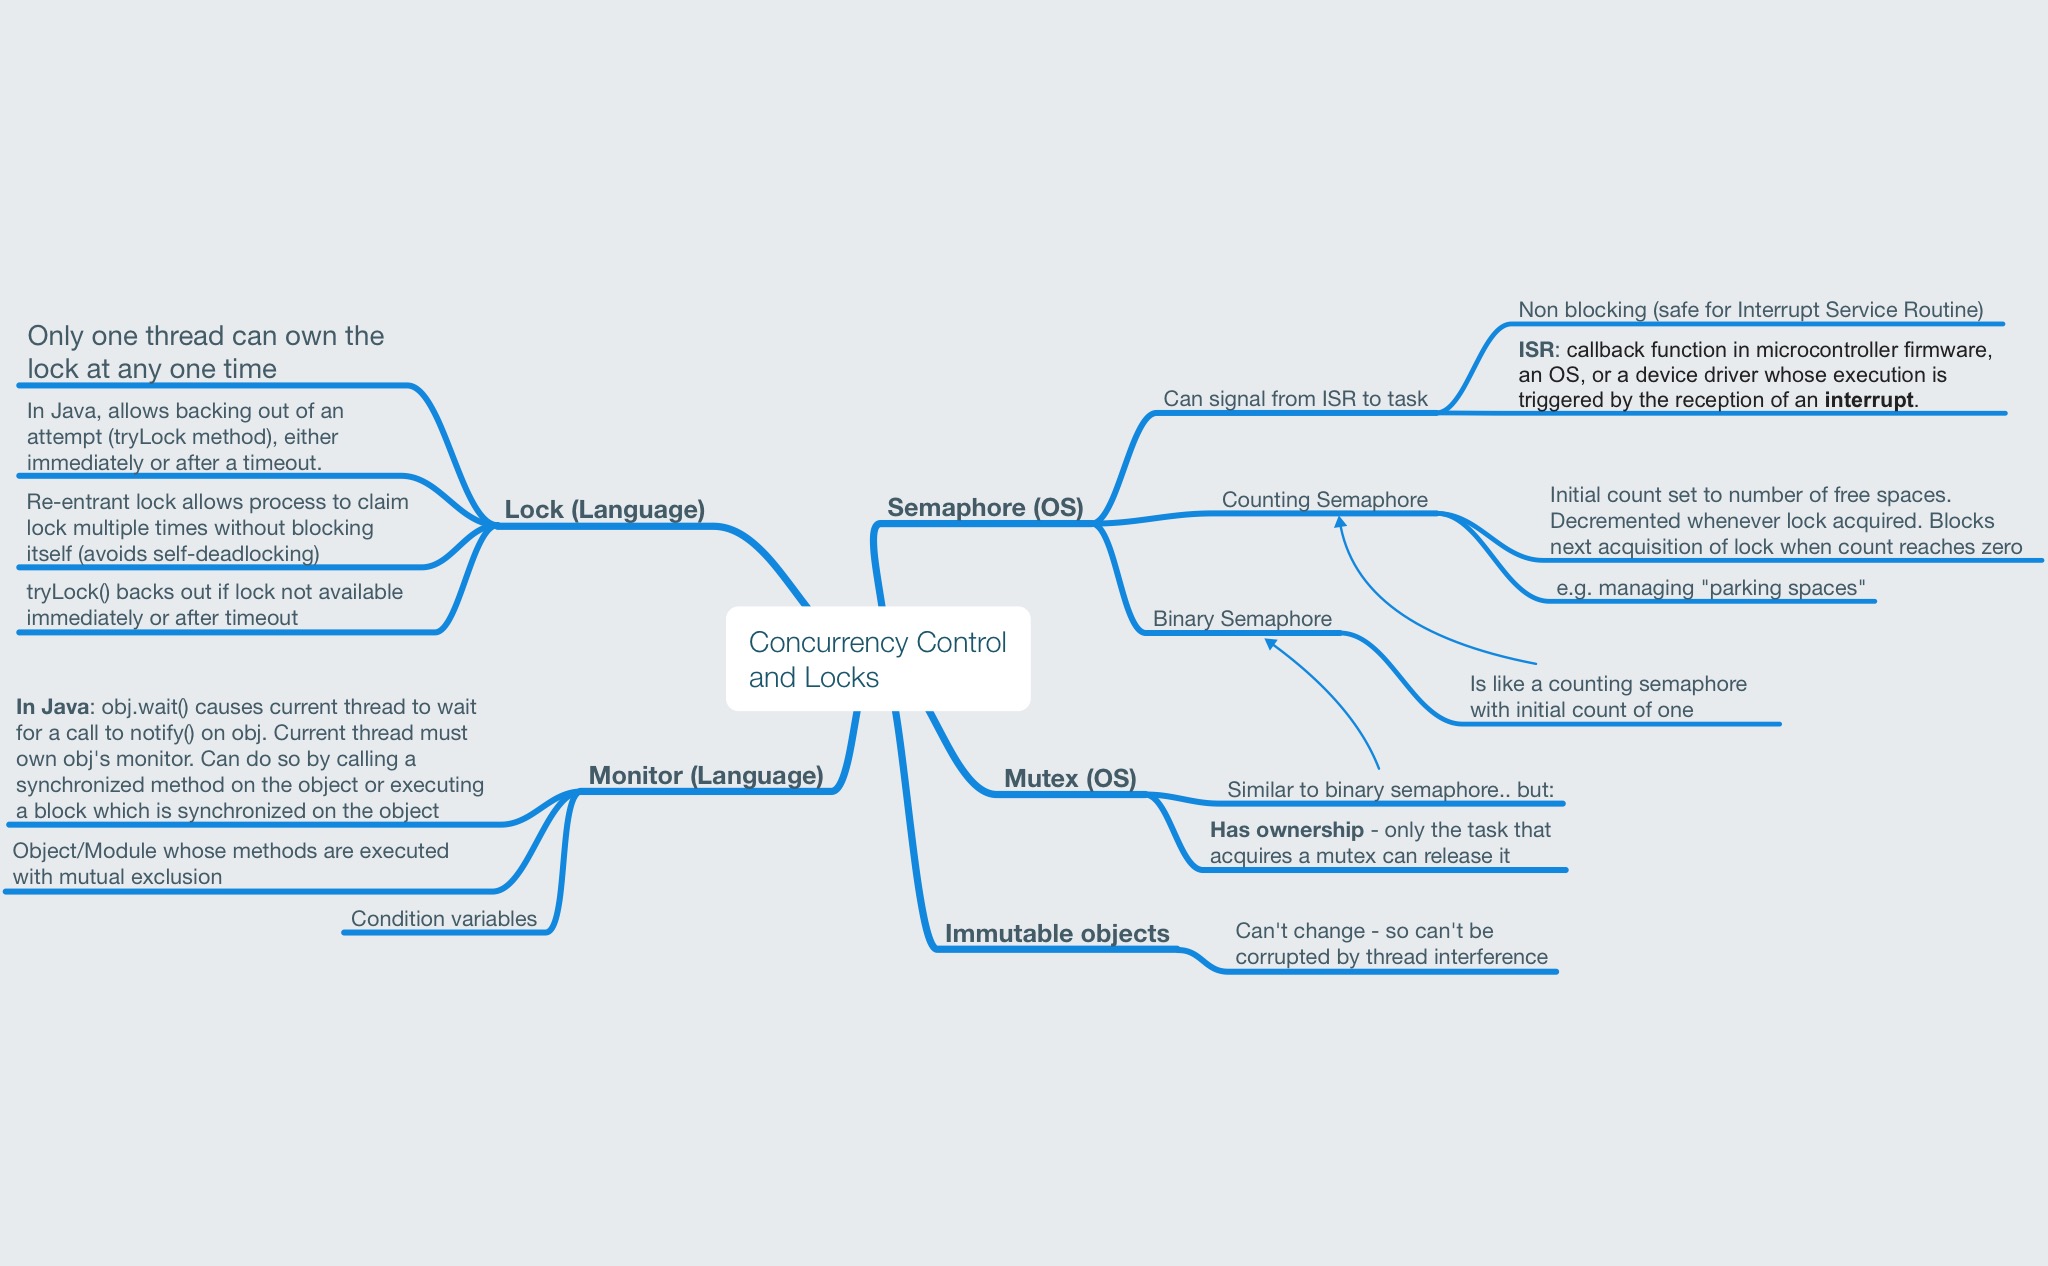 Concurrency Control
and Locks
Lock (Language)
Only one thread can own the
lock at any one time
In Java, allows backing out of an
attempt (tryLock method), either
immediately or after a timeout.
Re-entrant lock allows process to claim
lock multiple times without blocking
itself (avoids self-deadlocking)
tryLock() backs out if lock not available
immediately or after timeout
Monitor (Language)
In Java: obj.wait() causes current thread to wait
for a call to notify() on obj. Current thread must
own obj's monitor. Can do so by calling a
synchronized method on the object or executing
a block which is synchronized on the object
Object/Module whose methods are executed
with mutual exclusion
Condition variables
Semaphore (OS)
Can signal from ISR to task
Non blocking (safe for Interrupt Service Routine)
ISR: callback function in microcontroller firmware,
an OS, or a device driver whose execution is
triggered by the reception of an interrupt.
Counting Semaphore
Initial count set to number of free spaces.
Decremented whenever lock acquired. Blocks
next acquisition of lock when count reaches zero
e.g. managing "parking spaces"
Binary Semaphore
Is like a counting semaphore
with initial count of one
Mutex (OS)
Similar to binary semaphore.. but:
Has ownership - only the task that
acquires a mutex can release it
Immutable objects
Can't change - so can't be
corrupted by thread interference